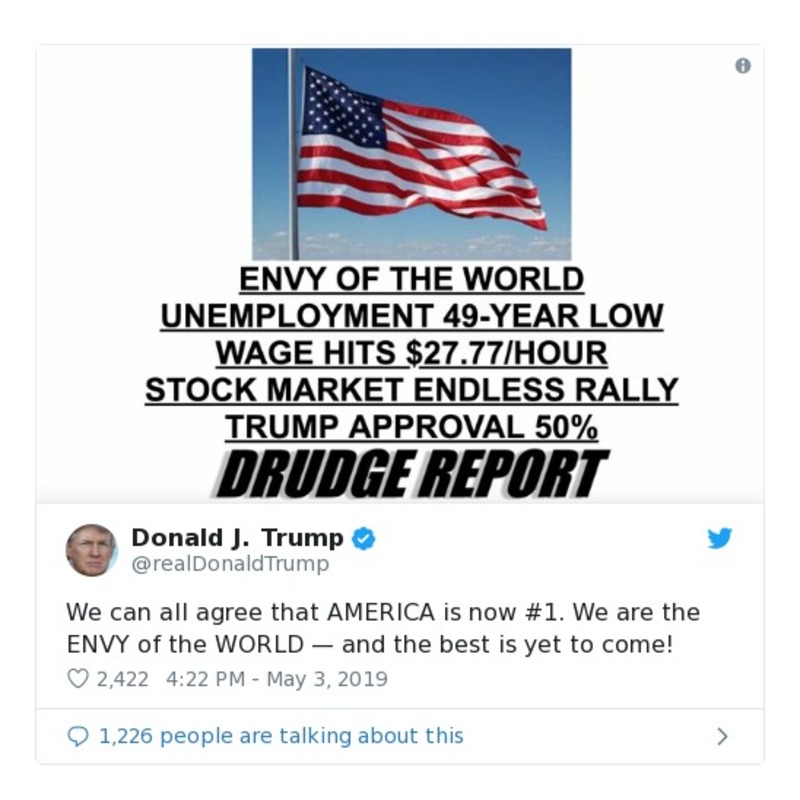 ENVY OF THE WORLD
UNEMPLOYMENT 49-YEAR LOW
WAGE HITS $27.77/HOUR
STOCK MARKET ENDLESS RALLY
TRUMP APPROVAL 50%
DRUDGE REPORT
Donald J. Trump
@realDonaldTrump
We can all agree that AMERICA is now #1. We are the
ENVY of the WORLD — and the best is yet to come!
2,422 4:22 PM - May 3, 2019
1,226 people are talking about this